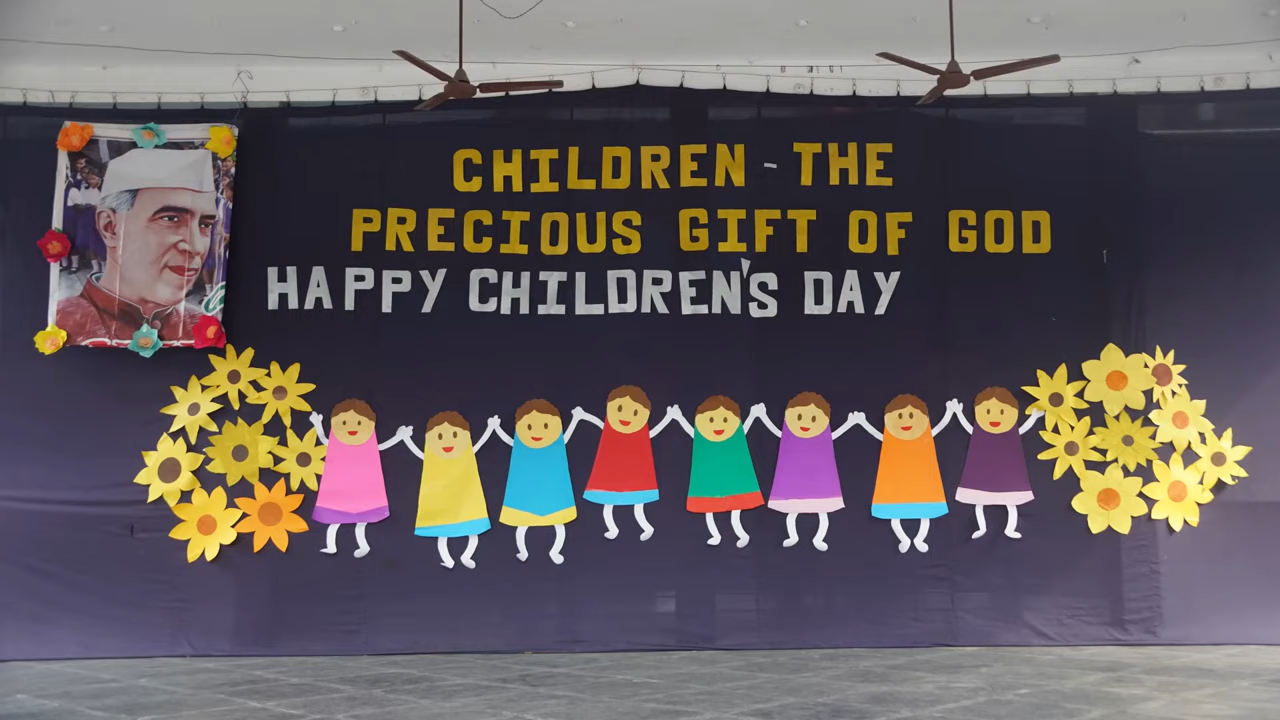 CHILDREN - THE
PRECIOUS GIFT OF GOD
HAPPY CHILDREN'S DAY